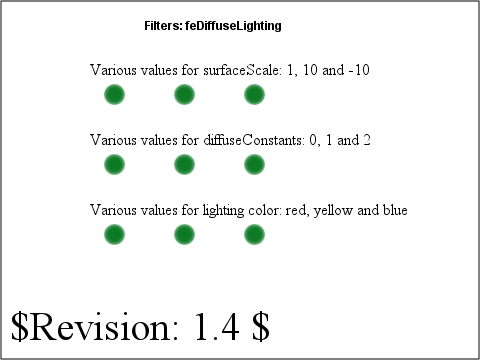 Filters: feDiffuseLighting
Various values for surfaceScale: 1, 10 and -10
Various values for diffuseConstants: 0, 1 and 2
Various values for lighting color: red, yellow and blue
$Revision: 1.4 $